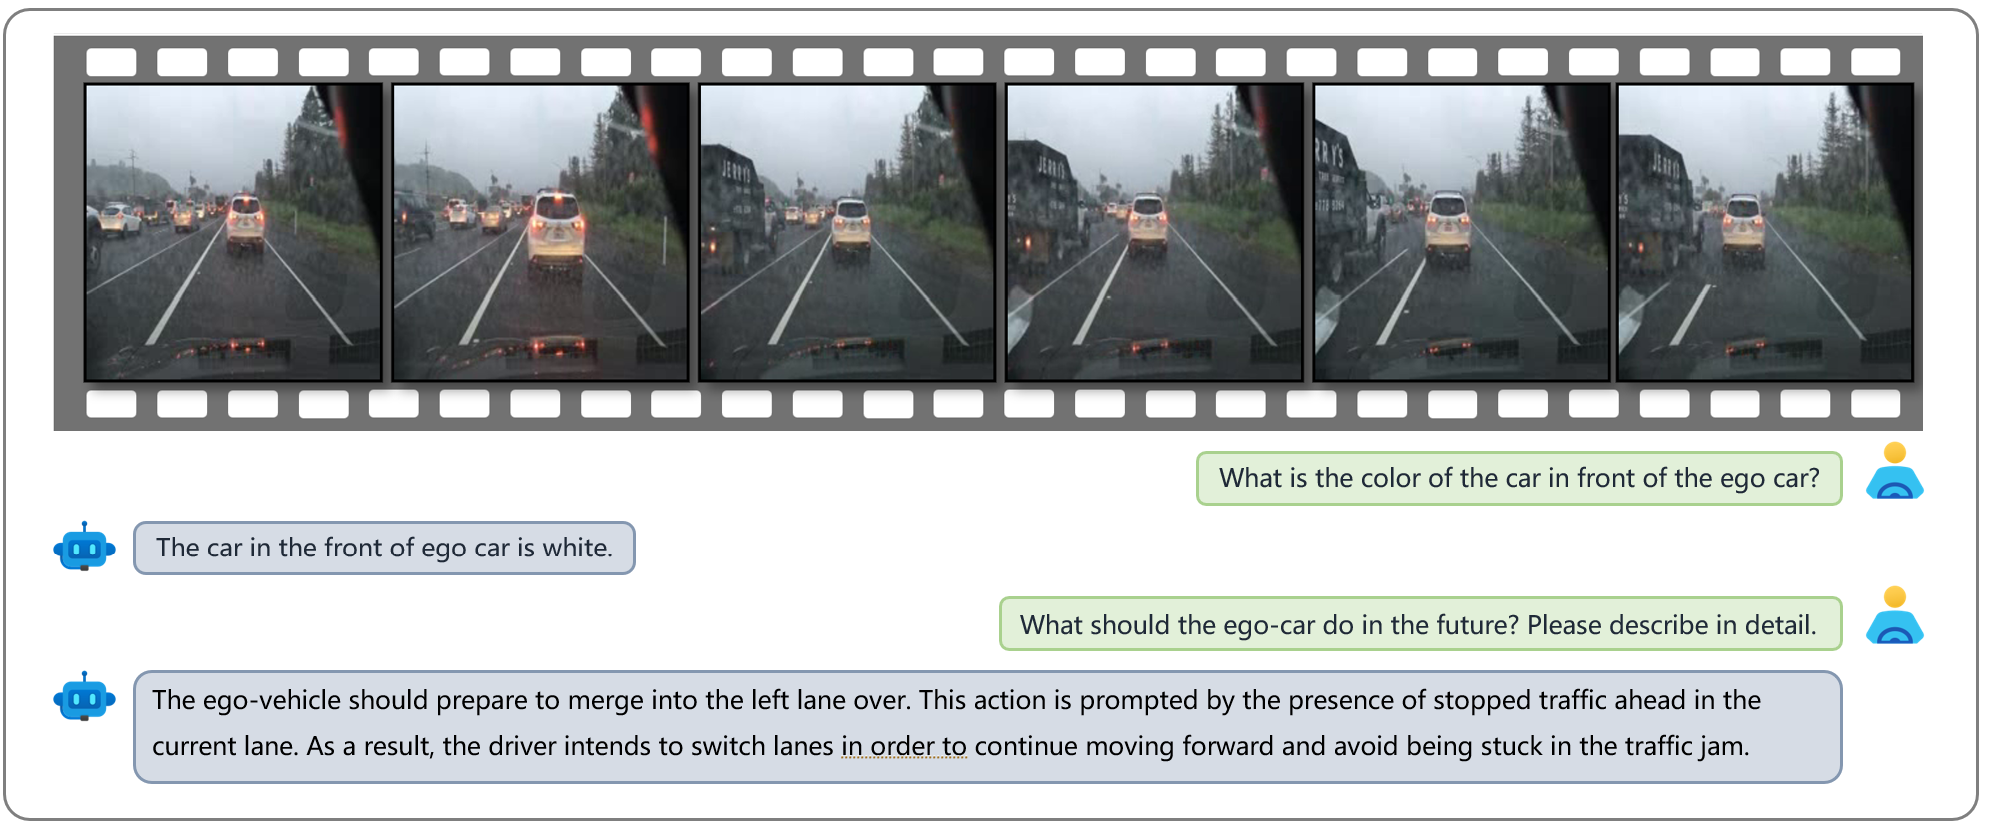 JERRY'S
JERRY'S
RRY'S
JERRY'S
What is the color of the car in front of the ego car?
The car in the front of ego car is white.
What should the ego-car do in the future? Please describe in detail.
The ego-vehicle should prepare to merge into the left lane over. This action is prompted by the presence of stopped traffic ahead in the
current lane. As a result, the driver intends to switch lanes in order to continue moving forward and avoid being stuck in the traffic jam.